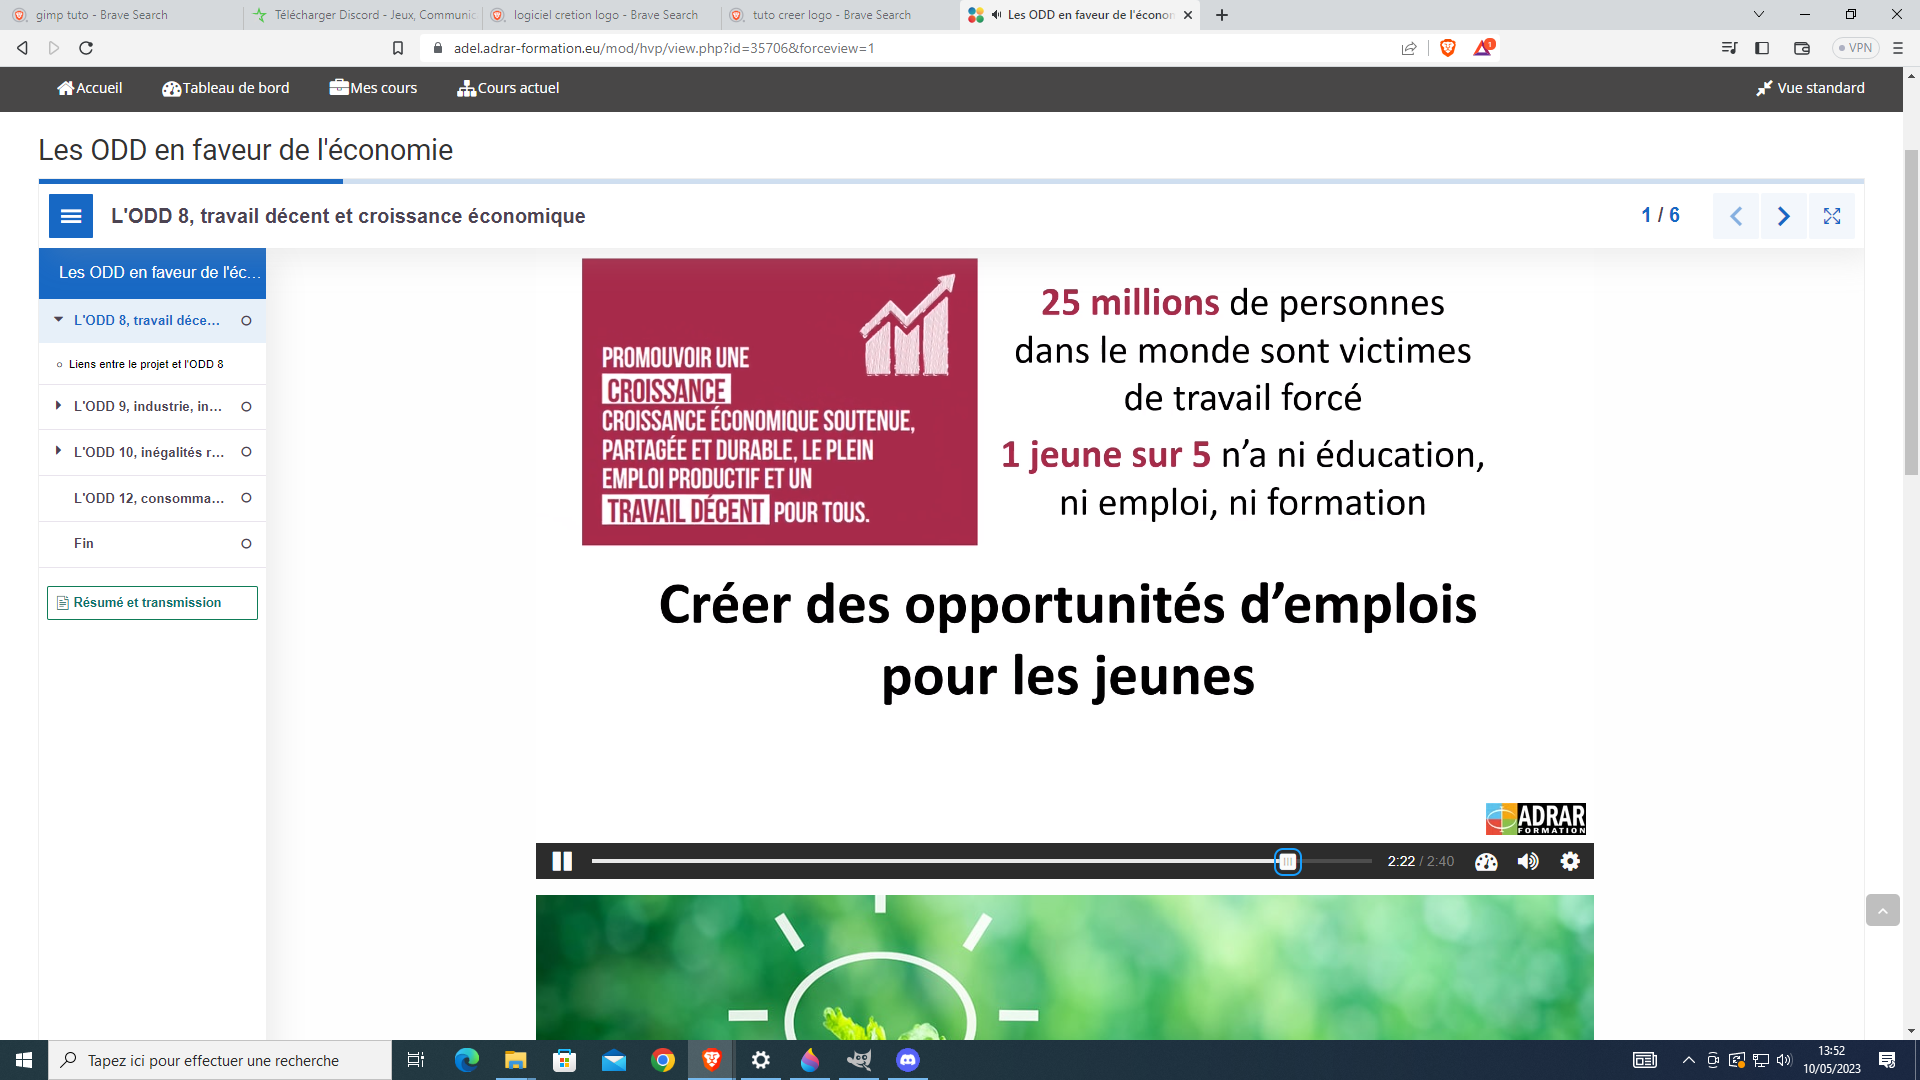 gimp tuto - Brave Search
Télécharger Discord - Jeux, Communic
logiciel cretion logo - Brave Search
tuto creer logo - Brave Search
Les ODD en faveur de l'éconon
adel.adrar-formation.eu/mod/hvp/view.php?id=35706&forceview=1
1
VPN
Accueil
Tableau de bord
Mes cours
Cours actuel
Vue standard
Les ODD en faveur de l'économie
L'ODD 8, travail décent et croissance économique
1 / 6
Les ODD en faveur de l'éc...
L'ODD 8, travail déce...
Liens entre le projet et l'ODD 8
L'ODD 9, industrie, in...
L'ODD 10, inégalités r...
L'ODD 12, consomma...
Fin
Résumé et transmission
PROMOUVOIR UNE
CROISSANCE
CROISSANCE ÉCONOMIQUE SOUTENUE,
PARTAGÉE ET DURABLE, LE PLEIN
EMPLOI PRODUCTIF ET UN
TRAVAIL DÉCENT POUR TOUS.
25 millions de personnes
dans le monde sont victimes
de travail forcé
1 jeune sur 5 n’a ni éducation,
ni emploi, ni formation
Créer des opportunités d’emplois
pour les jeunes
ADRAR
FORMATION
2:22 / 2:40
Tapez ici pour effectuer une recherche
13:52
10/05/2023